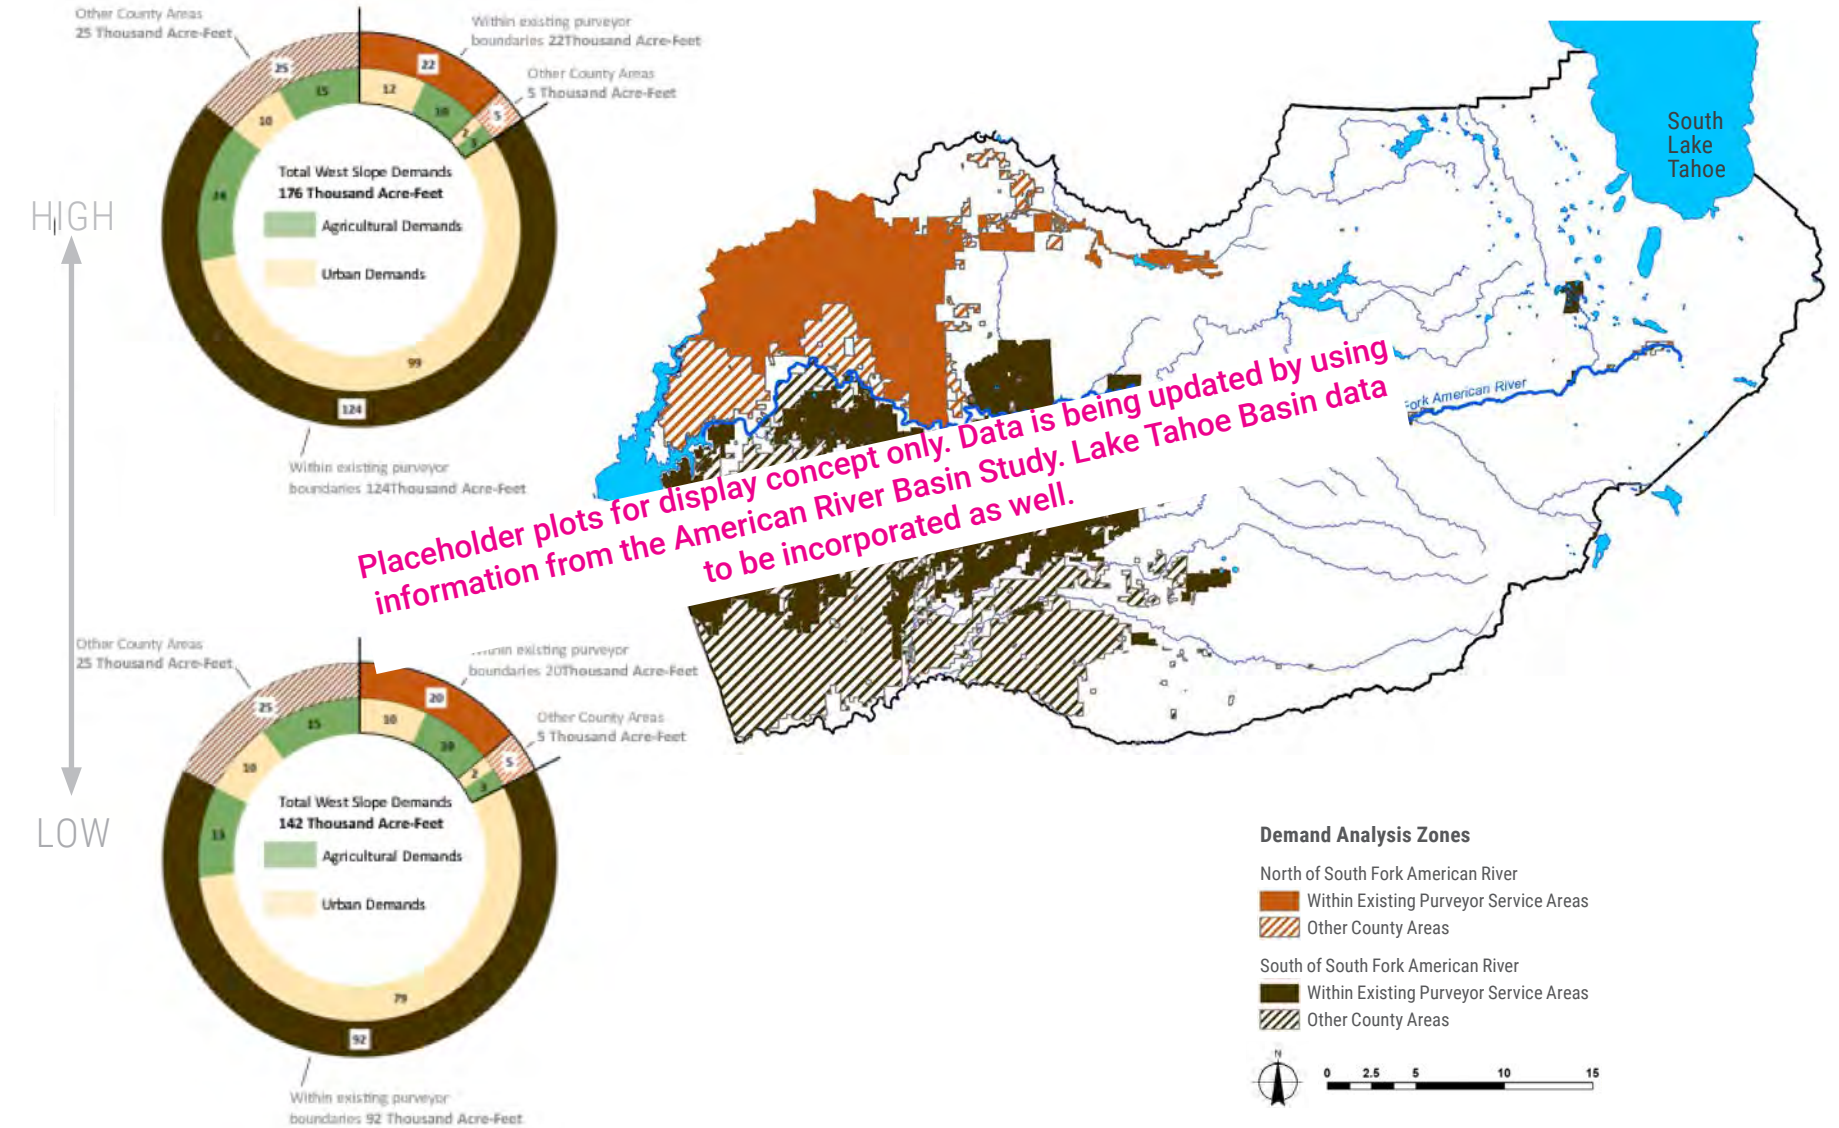 Other County Areas
25 Thousand Acre-Feet
Within existing purveyor
boundaries 22Thousand Acre-Feet
Other County Areas
5 Thousand Acre-Feet
25
22
15
12
10
5
2
3
10
Total West Slope Demands
176 Thousand Acre-Feet
Agricultural Demands
Urban Demands
99
124
Within existing purveyor
boundaries 124Thousand Acre-Feet
HIGH
LOW
South
Lake
Tahoe
Fork American River
Placeholder plots for display concept only. Data is being updated by using
information from the American River Basin Study. Lake Tahoe Basin data
to be incorporated as well.
Other County Areas
25 Thousand Acre-Feet
existing purveyor
boundaries 20Thousand Acre-Feet
Other County Areas
5 Thousand Acre-Feet
25
20
15
10
10
5
2
3
10
13
Total West Slope Demands
142 Thousand Acre-Feet
Agricultural Demands
Urban Demands
79
92
Within existing purveyor
boundaries 92 Thousand Acre-Feet
Demand Analysis Zones
North of South Fork American River
Within Existing Purveyor Service Areas
Other County Areas
South of South Fork American River
Within Existing Purveyor Service Areas
Other County Areas
N
0 2.5 5 10 15